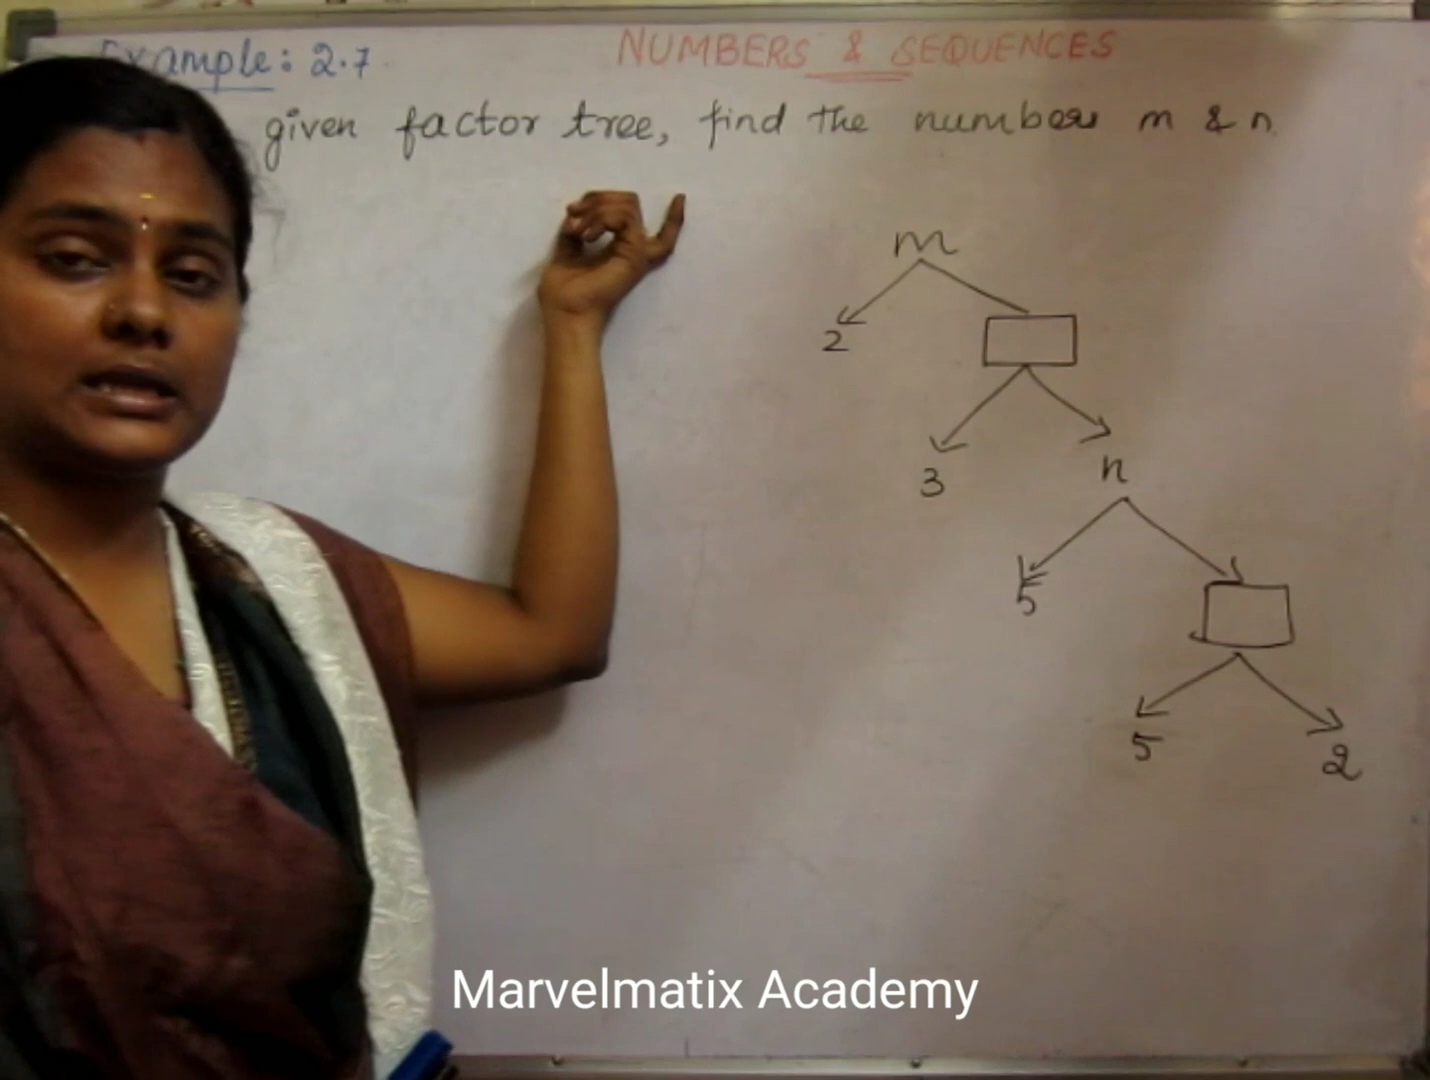 Example: 2.7
NUMBERS & SEQUENCES
given factor tree, find the numbers m & n.
m
2
3
n
5
5
2
Marvelmatix Academy